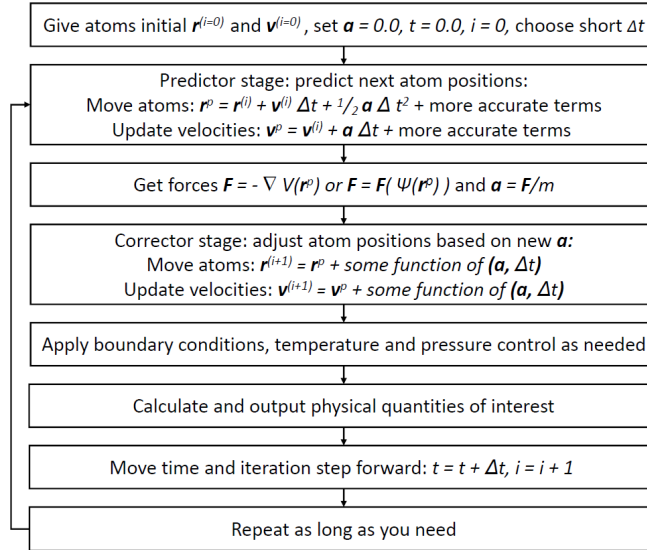 Give atoms initial r⁽ⁱ⁼⁰⁾ and v⁽ⁱ⁼⁰⁾ , set a = 0.0, t = 0.0, i = 0, choose short Δt
Predictor stage: predict next atom positions:
Move atoms: rᵖ = r⁽ⁱ⁾ + v⁽ⁱ⁾ Δt + ¹/₂ a Δ t² + more accurate terms
Update velocities: vᵖ = v⁽ⁱ⁾ + a Δt + more accurate terms
Get forces F = - ∇ V(rᵖ) or F = F( Ψ(rᵖ) ) and a = F/m
Corrector stage: adjust atom positions based on new a:
Move atoms: r⁽ⁱ⁺¹⁾ = rᵖ + some function of (a, Δt)
Update velocities: v⁽ⁱ⁺¹⁾ = vᵖ + some function of (a, Δt)
Apply boundary conditions, temperature and pressure control as needed
Calculate and output physical quantities of interest
Move time and iteration step forward: t = t + Δt, i = i + 1
Repeat as long as you need